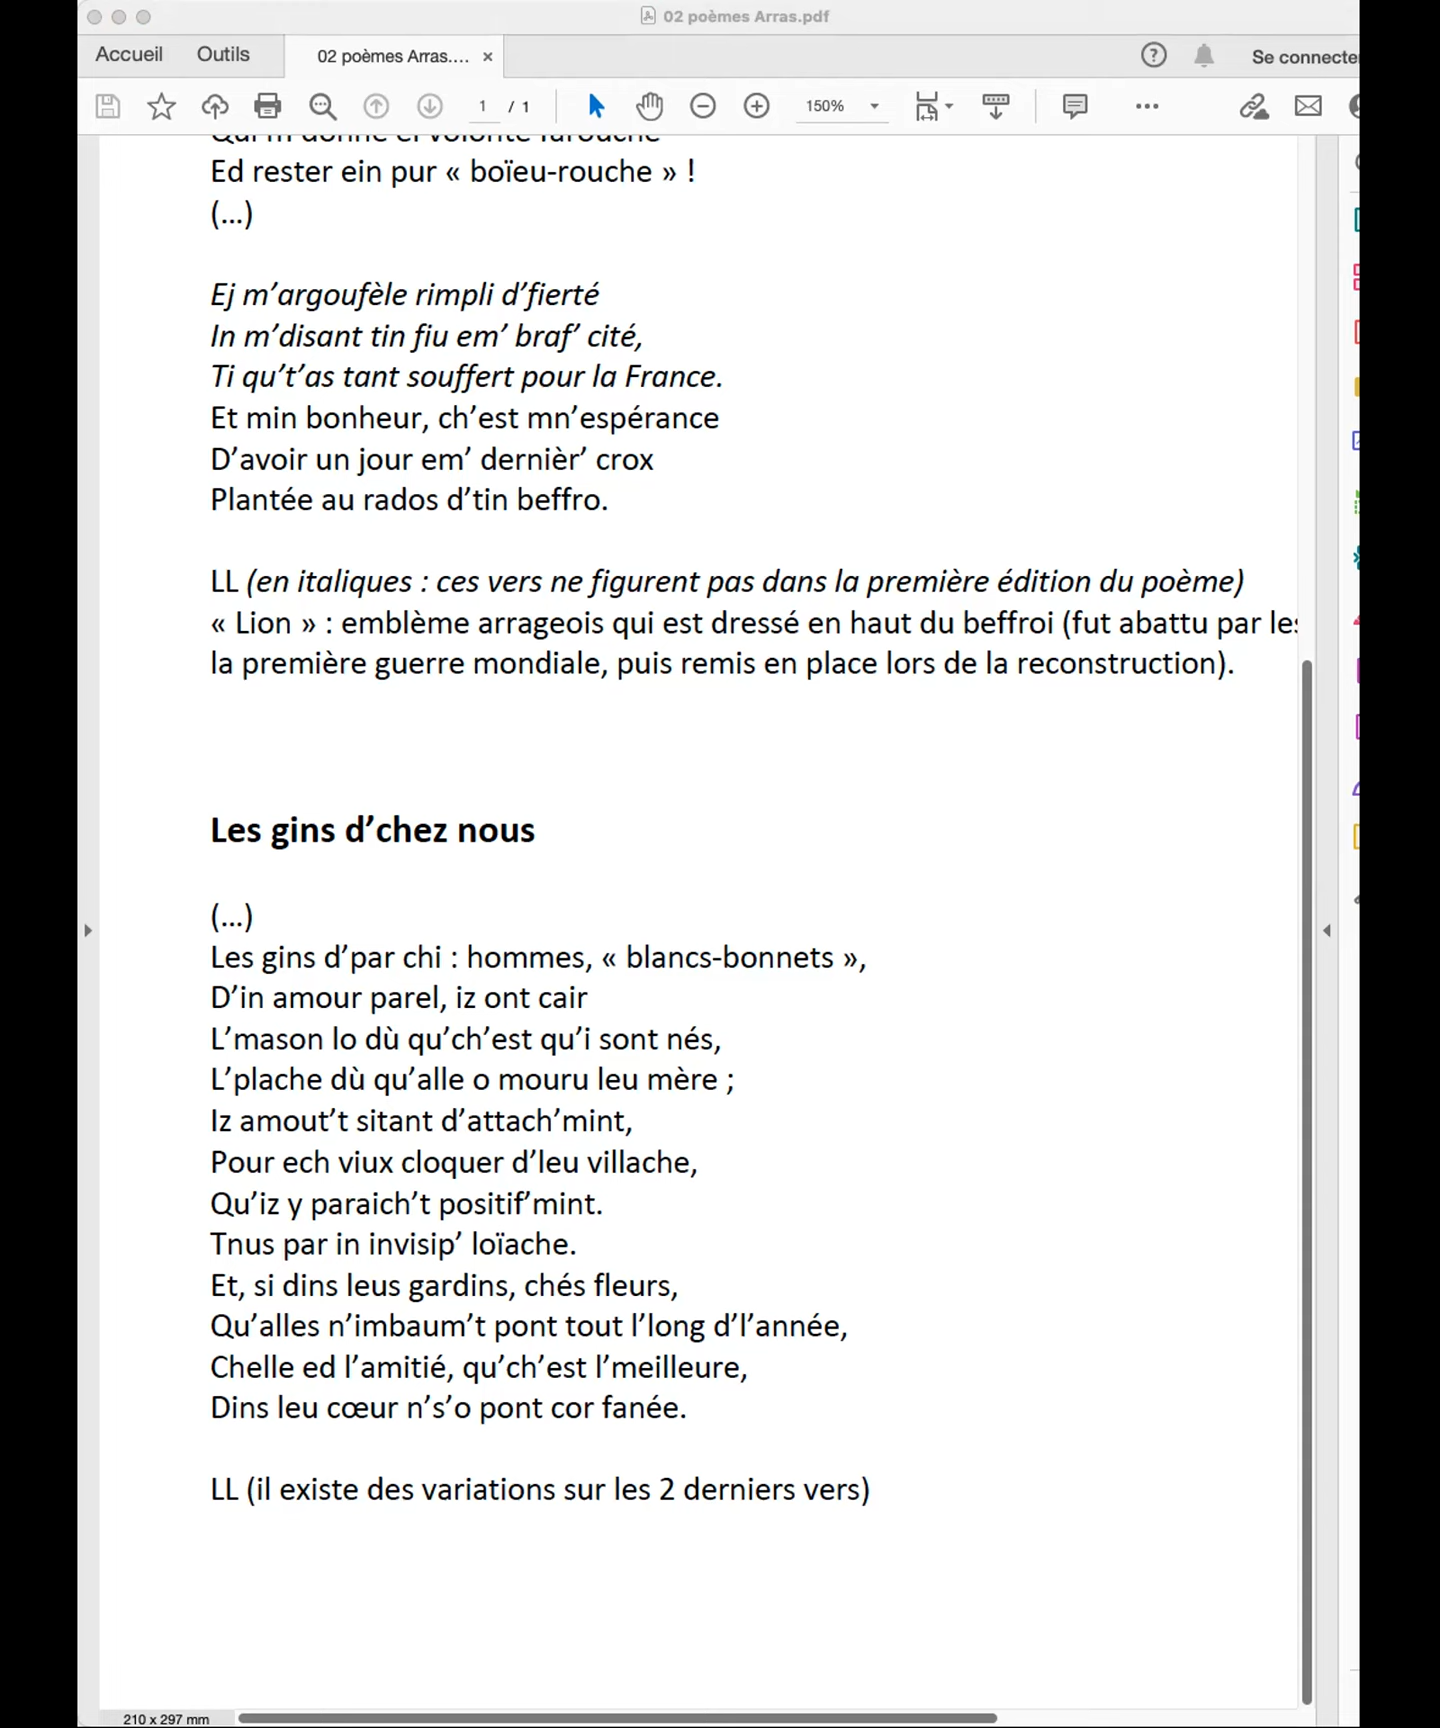 02 poèmes Arras.pdf
Accueil Outils 02 poèmes Arras.... × Se connecte
1 / 1 150%
Qui m'donne ei volonté farouche
Ed rester ein pur « boïeu-rouche » !
(...)
Ej m'argoufèle rimpli d'fierté
In m'disant tin fiu em' braf' cité,
Ti qu't'as tant souffert pour la France.
Et min bonheur, ch'est mn'espérance
D'avoir un jour em' dernièr' crox
Plantée au rados d'tin beffro.
LL (en italiques : ces vers ne figurent pas dans la première édition du poème)
« Lion » : emblème arrageois qui est dressé en haut du beffroi (fut abattu par les
la première guerre mondiale, puis remis en place lors de la reconstruction).
Les gins d'chez nous
(...)
Les gins d'par chi : hommes, « blancs-bonnets »,
D'in amour parel, iz ont cair
L'mason lo dù qu'ch'est qu'i sont nés,
L'plache dù qu'alle o mouru leu mère ;
Iz amout't sitant d'attach'mint,
Pour ech viux cloquer d'leu villache,
Qu'iz y paraich't positif'mint.
Tnus par in invisip' loïache.
Et, si dins leus gardins, chés fleurs,
Qu'alles n'imbaum't pont tout l'long d'l'année,
Chelle ed l'amitié, qu'ch'est l'meilleure,
Dins leu cœur n's'o pont cor fanée.
LL (il existe des variations sur les 2 derniers vers)
210 x 297 mm